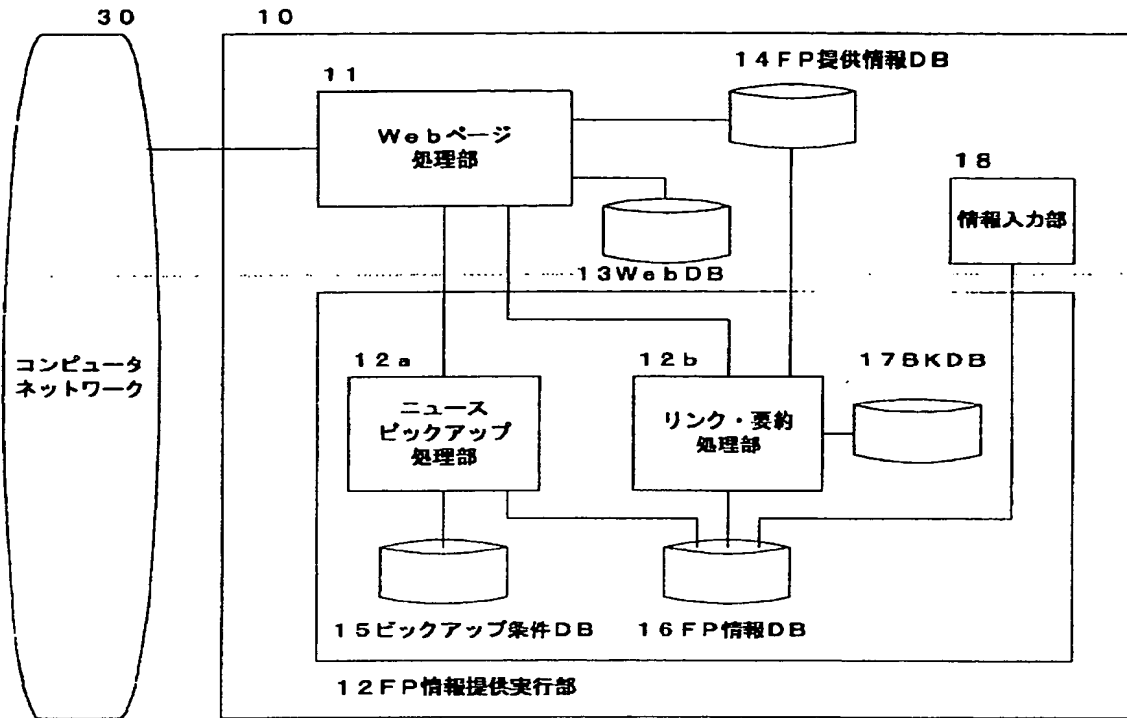 ３０
１０
１１
Ｗｅｂページ
処理部
１４ＦＰ提供情報ＤＢ
１３ＷｅｂＤＢ
１８
情報入力部
コンピュータ
ネットワーク
１２ａ
ニュース
ピックアップ
処理部
１２ｂ
リンク・要約
処理部
１７ＢＫＤＢ
１５ピックアップ条件ＤＢ
１６ＦＰ情報ＤＢ
１２ＦＰ情報提供実行部